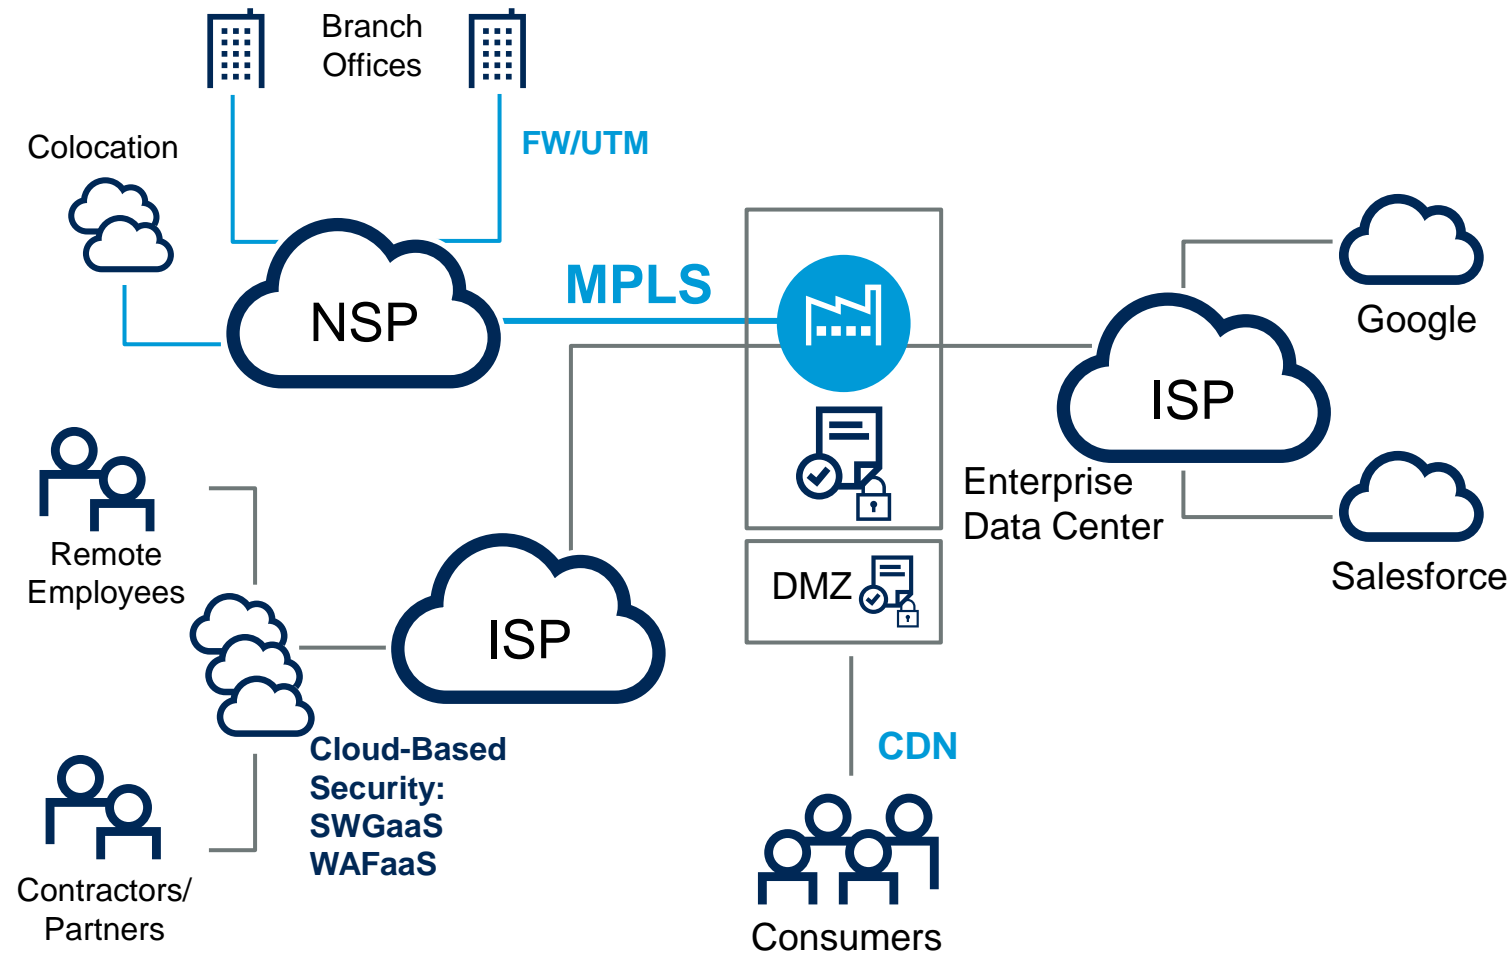 Branch
Offices
FW/UTM
Colocation
NSP
MPLS
Google
ISP
Enterprise
Data Center
Salesforce
Remote
Employees
DMZ
ISP
CDN
Cloud-Based
Security:
SWGaaS
WAFaaS
Contractors/
Partners
Consumers